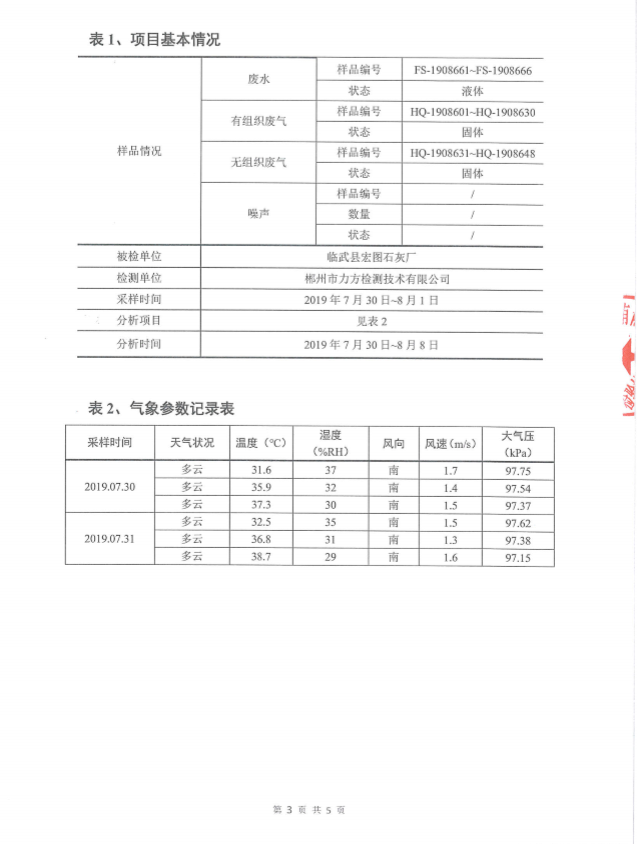 表1、项目基本情况
样品情况 废水 样品编号 FS-1908661~FS-1908666
状态 液体
有组织废气 样品编号 HQ-1908601~HQ-1908630
状态 固体
无组织废气 样品编号 HQ-1908631~HQ-1908648
状态 固体
噪声 样品编号 /
数量 /
状态 /
被检单位 临武县宏图石灰厂
检测单位 郴州市力方检测技术有限公司
采样时间 2019年7月30日~8月1日
分析项目 见表2
分析时间 2019年7月30日~8月8日
表2、气象参数记录表
采样时间 天气状况 温度(℃) 湿度(%RH) 风向 风速(m/s) 大气压(kPa)
2019.07.30 多云 31.6 37 南 1.7 97.75
多云 35.9 32 南 1.4 97.54
多云 37.3 30 南 1.5 97.37
2019.07.31 多云 32.5 35 南 1.5 97.62
多云 36.8 31 南 1.3 97.38
多云 38.7 29 南 1.6 97.15
第 3 页 共 5 页